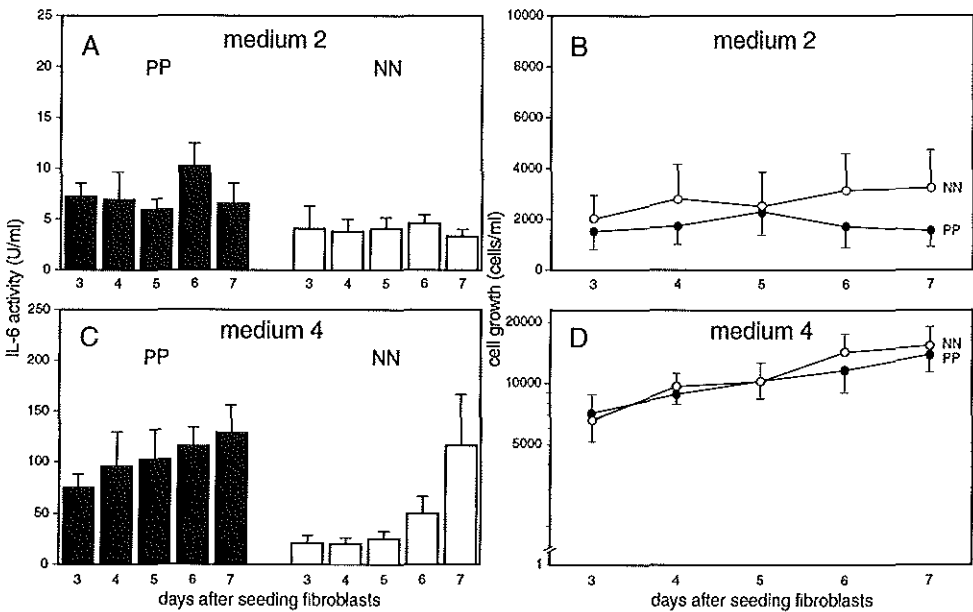 A
medium 2
PP
NN
25
20
15
10
5
0
3 4 5 6 7
3 4 5 6 7
IL-6 activity (U/ml)
B
medium 2
10000
8000
6000
4000
2000
0
NN
PP
3 4 5 6 7
cell growth (cells/ml)
C
medium 4
PP
NN
250
200
150
100
50
0
3 4 5 6 7
3 4 5 6 7
days after seeding fibroblasts
D
medium 4
20000
10000
5000
1
NN
PP
3 4 5 6 7
days after seeding fibroblasts